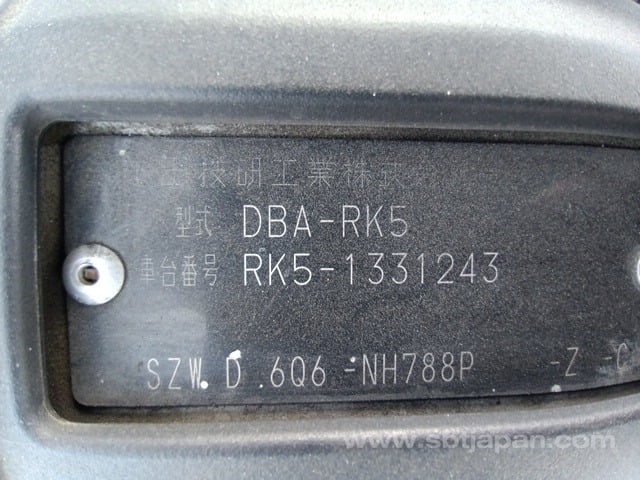 技研工業株式
型式 DBA-RK5
車台番号 RK5-1331243
SZW. D .6Q6 -NH788P -Z -C
www.sbtjapan.com